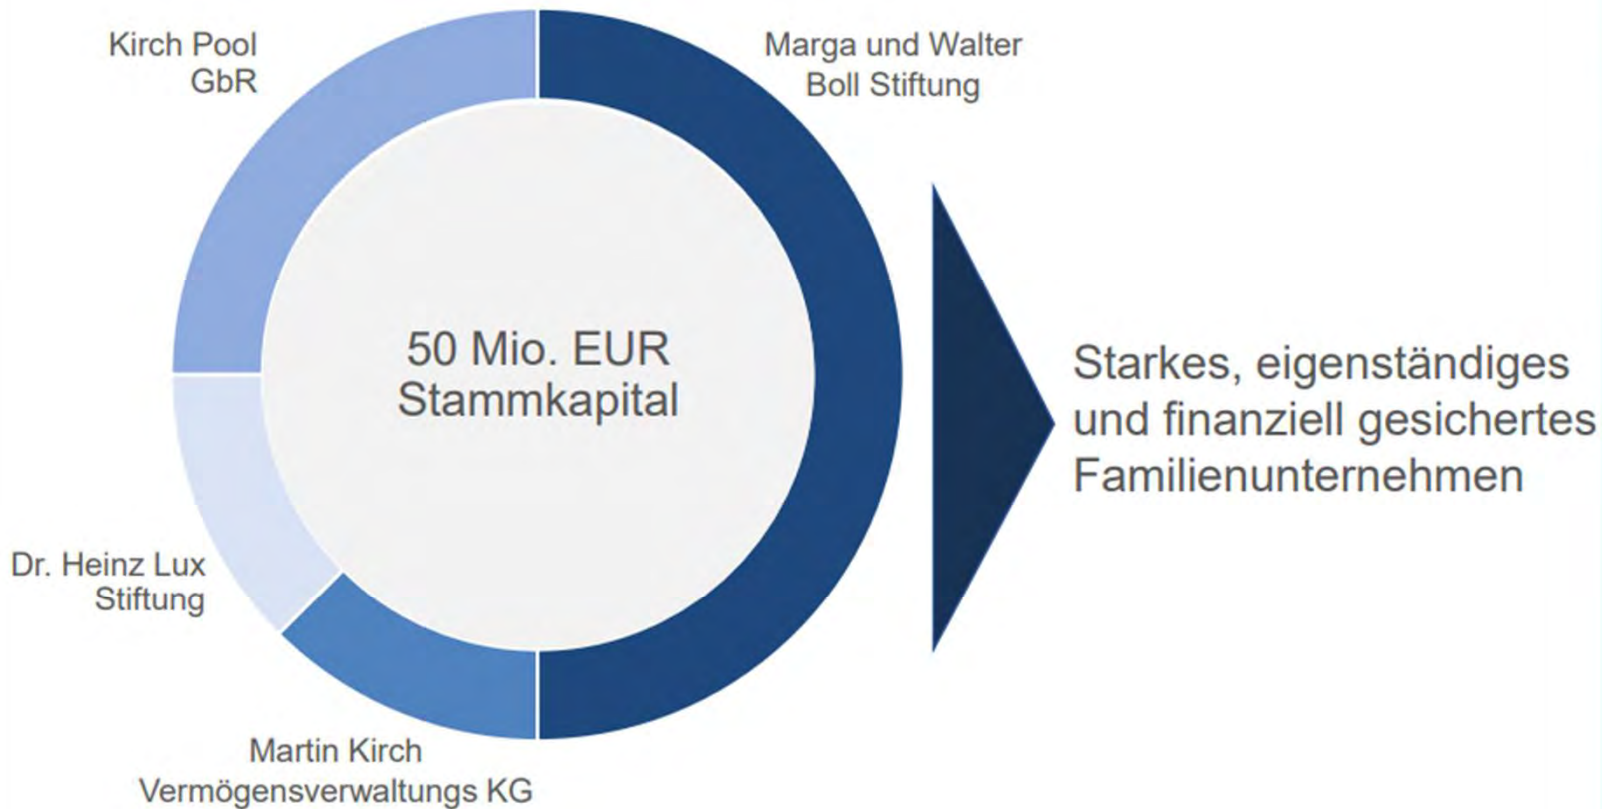 Kirch Pool
GbR
Marga und Walter
Boll Stiftung
50 Mio. EUR
Stammkapital
Starkes, eigenständiges
und finanziell gesichertes
Familienunternehmen
Dr. Heinz Lux
Stiftung
Martin Kirch
Vermögensverwaltungs KG